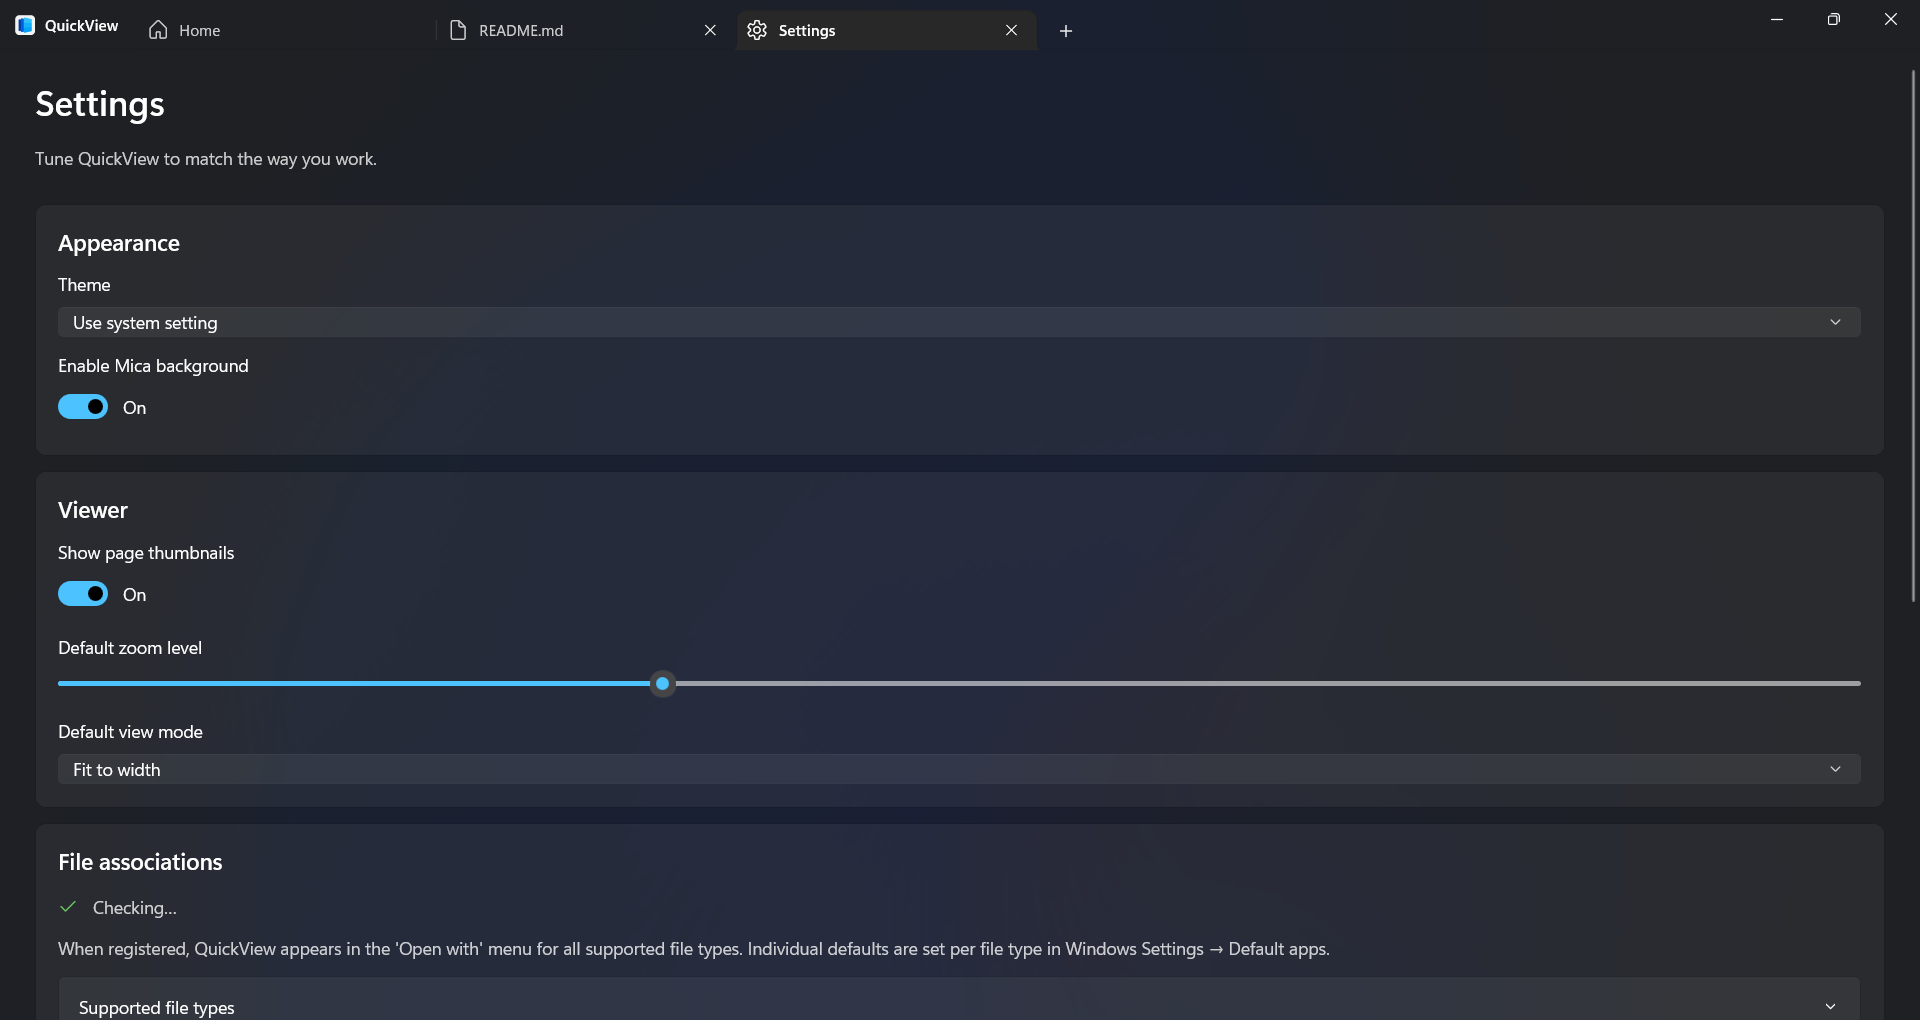 QuickView
Home
README.md
Settings
Settings
Tune QuickView to match the way you work.
Appearance
Theme
Use system setting
Enable Mica background
On
Viewer
Show page thumbnails
On
Default zoom level
Default view mode
Fit to width
File associations
Checking...
When registered, QuickView appears in the 'Open with' menu for all supported file types. Individual defaults are set per file type in Windows Settings → Default apps.
Supported file types